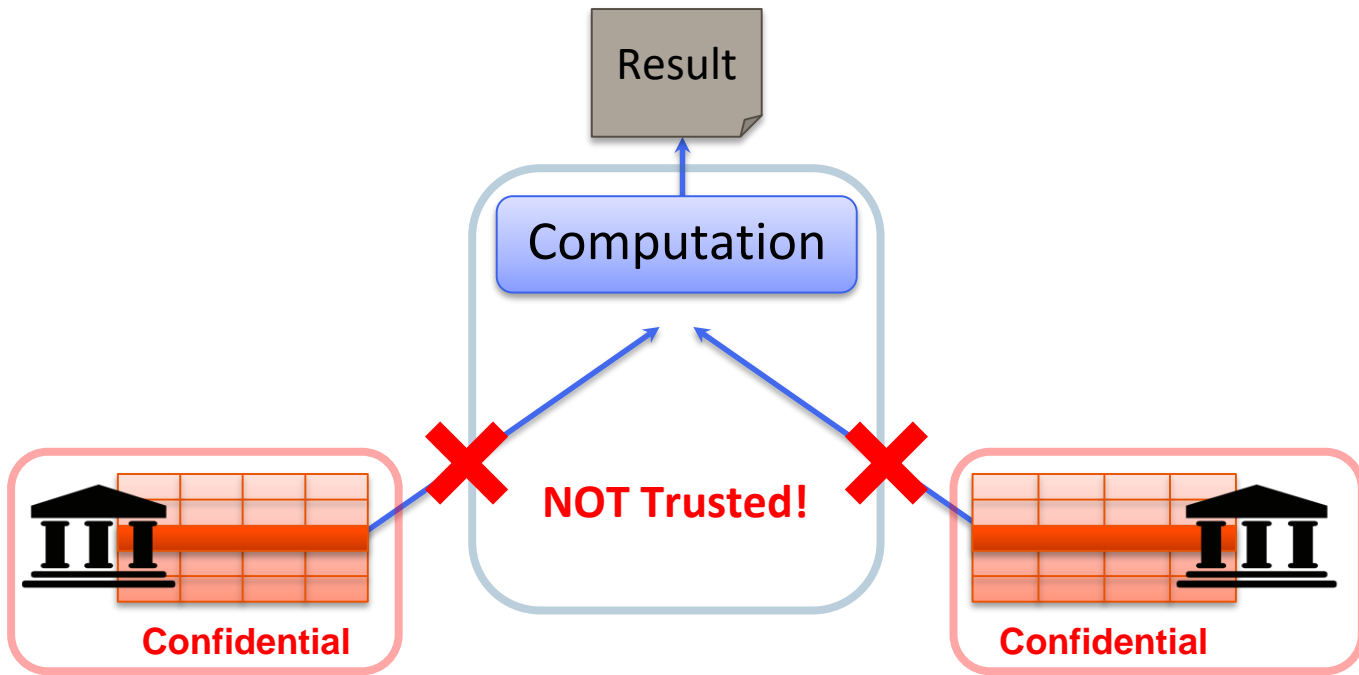 Result
Computation
NOT Trusted!
Confidential
Confidential